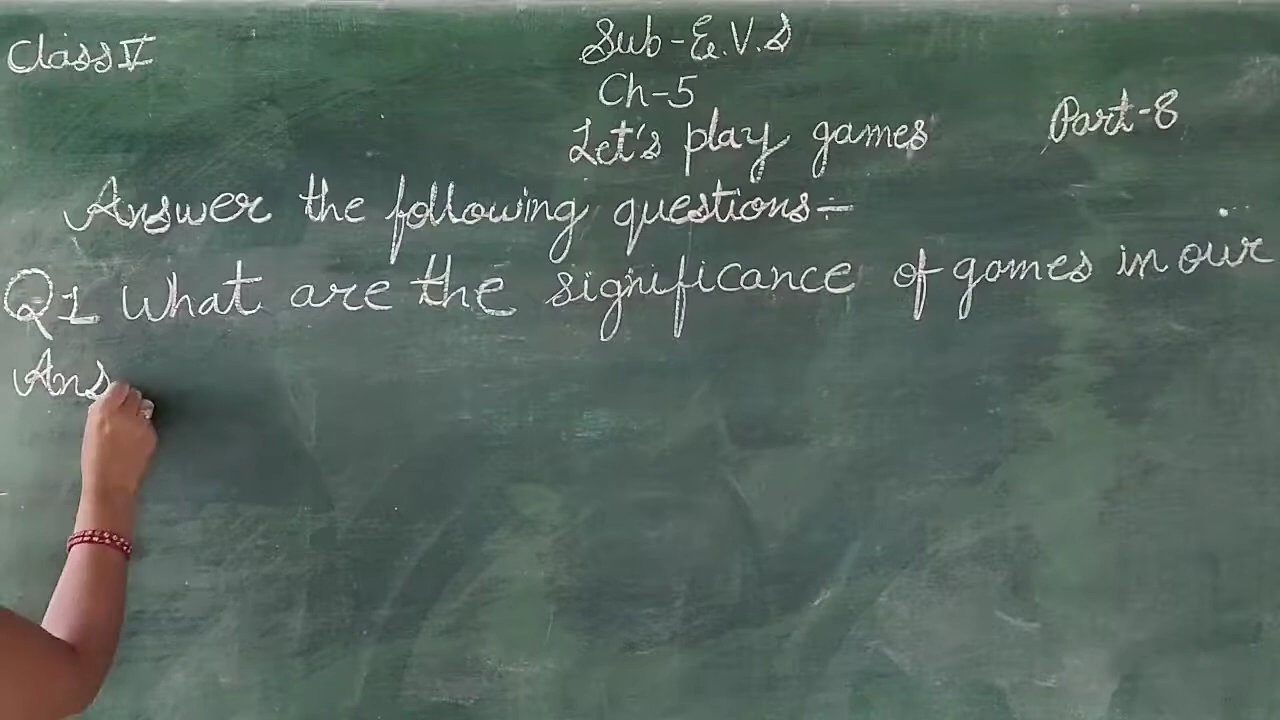 Class V
Sub-E.V.S
Ch-5
Let's play games
Part-8
Answer the following questions-
Q1 What are the significance of games in our
Ans